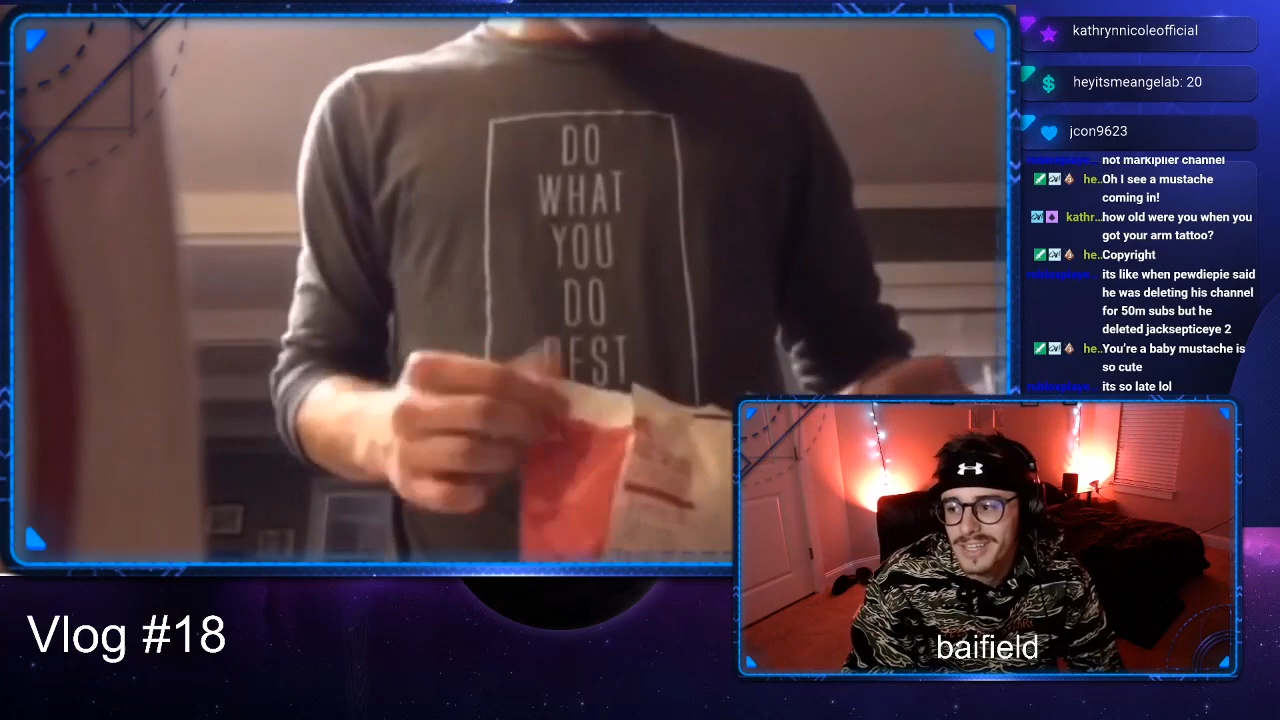 DO
WHAT
YOU
DO
BEST
kathrynnicoleofficial
heyitsmeangelab: 20
jcon9623
not markiplier channel
he..Oh I see a mustache
coming in!
kathr..how old were you when you
got your arm tattoo?
he..Copyright
its like when pewdiepie said
he was deleting his channel
for 50m subs but he
deleted jacksepticeye 2
he..You're a baby mustache is
so cute
its so late lol
Vlog #18
baifield